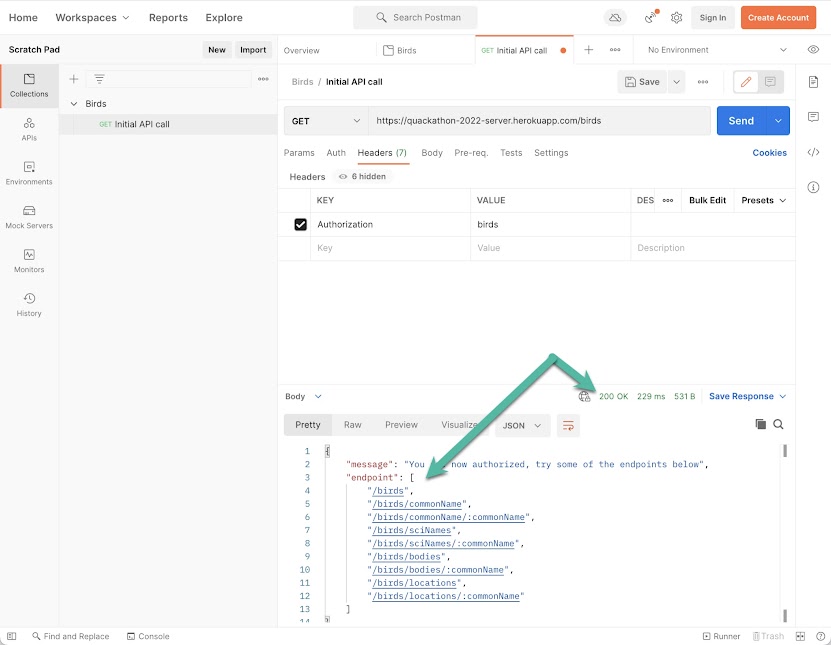 Home Workspaces Reports Explore Search Postman Sign In Create Account
Scratch Pad New Import Overview Birds GET Initial API call No Environment
Collections
Birds
GET Initial API call
APIs
Environments
Mock Servers
Monitors
History
Birds / Initial API call Save
GET https://quackathon-2022-server.herokuapp.com/birds Send
Params Auth Headers (7) Body Pre-req. Tests Settings Cookies
Headers 6 hidden
KEY VALUE DES Bulk Edit Presets
Authorization birds
Key Value Description
Body 200 OK 229 ms 531 B Save Response
Pretty Raw Preview Visualize JSON
1 {
2 "message": "You now authorized, try some of the endpoints below",
3 "endpoint": [
4 "/birds",
5 "/birds/commonName",
6 "/birds/commonName/:commonName",
7 "/birds/sciNames",
8 "/birds/sciNames/:commonName",
9 "/birds/bodies",
10 "/birds/bodies/:commonName",
11 "/birds/locations",
12 "/birds/locations/:commonName"
13 ]
14 }
Find and Replace Console Runner Trash